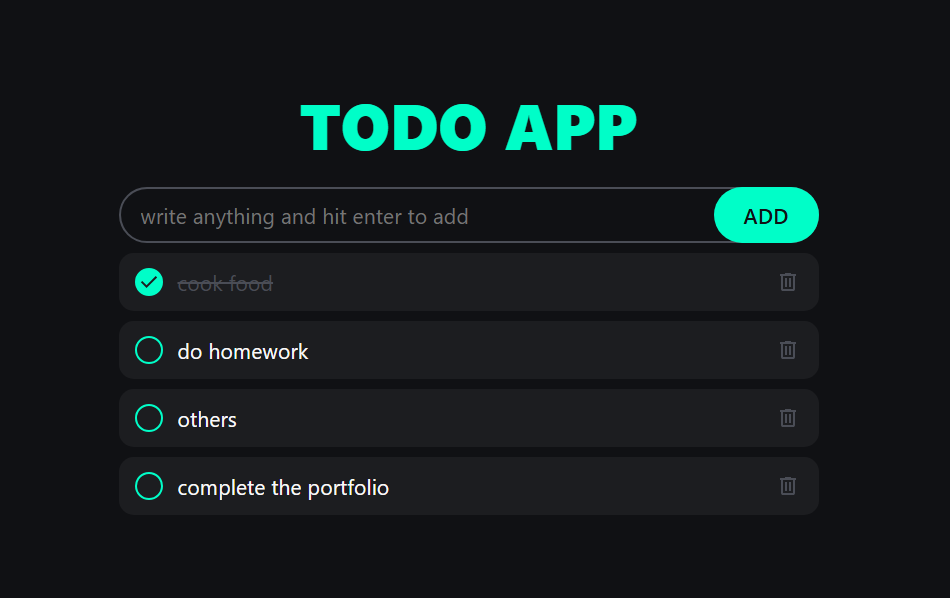 TODO APP
write anything and hit enter to add
ADD
cook food
do homework
others
complete the portfolio